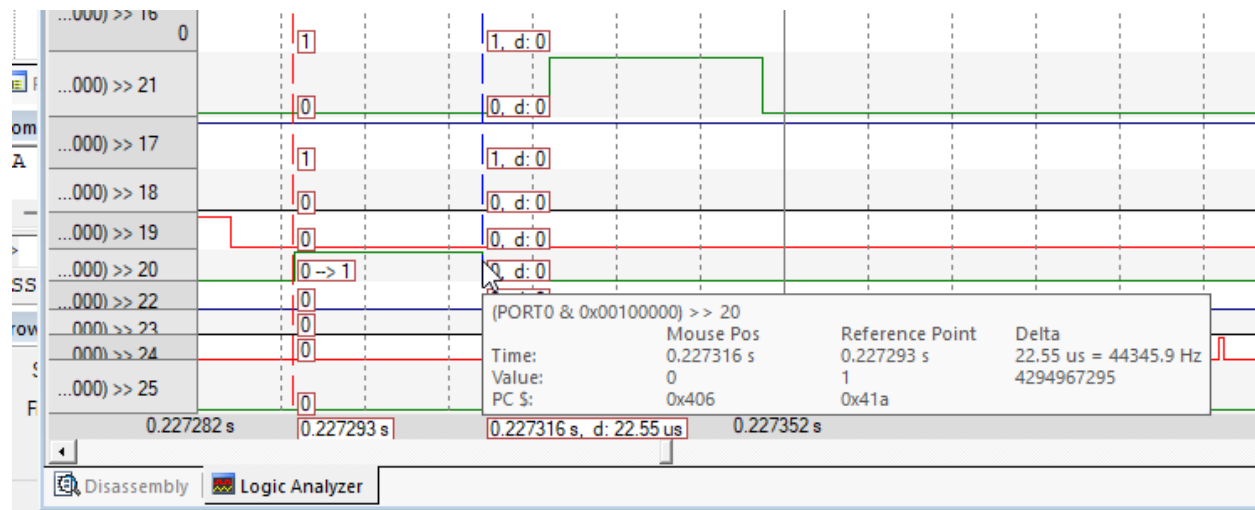 ...000) >> 16
0
1
1, d: 0
...000) >> 21
0
0, d: 0
om
A
...000) >> 17
1
1, d: 0
...000) >> 18
0
0, d: 0
...000) >> 19
0
0, d: 0
...000) >> 20
0 --> 1
0, d: 0
SS
...000) >> 22
0
row
000) >> 23
0
000) >> 24
0
...000) >> 25
0
(PORT0 & 0x00100000) >> 20
Mouse Pos Reference Point Delta
Time: 0.227316 s 0.227293 s 22.55 us = 44345.9 Hz
Value: 0 1 4294967295
PC $: 0x406 0x41a
0.227282 s 0.227293 s 0.227316 s, d: 22.55 us 0.227352 s
Disassembly Logic Analyzer